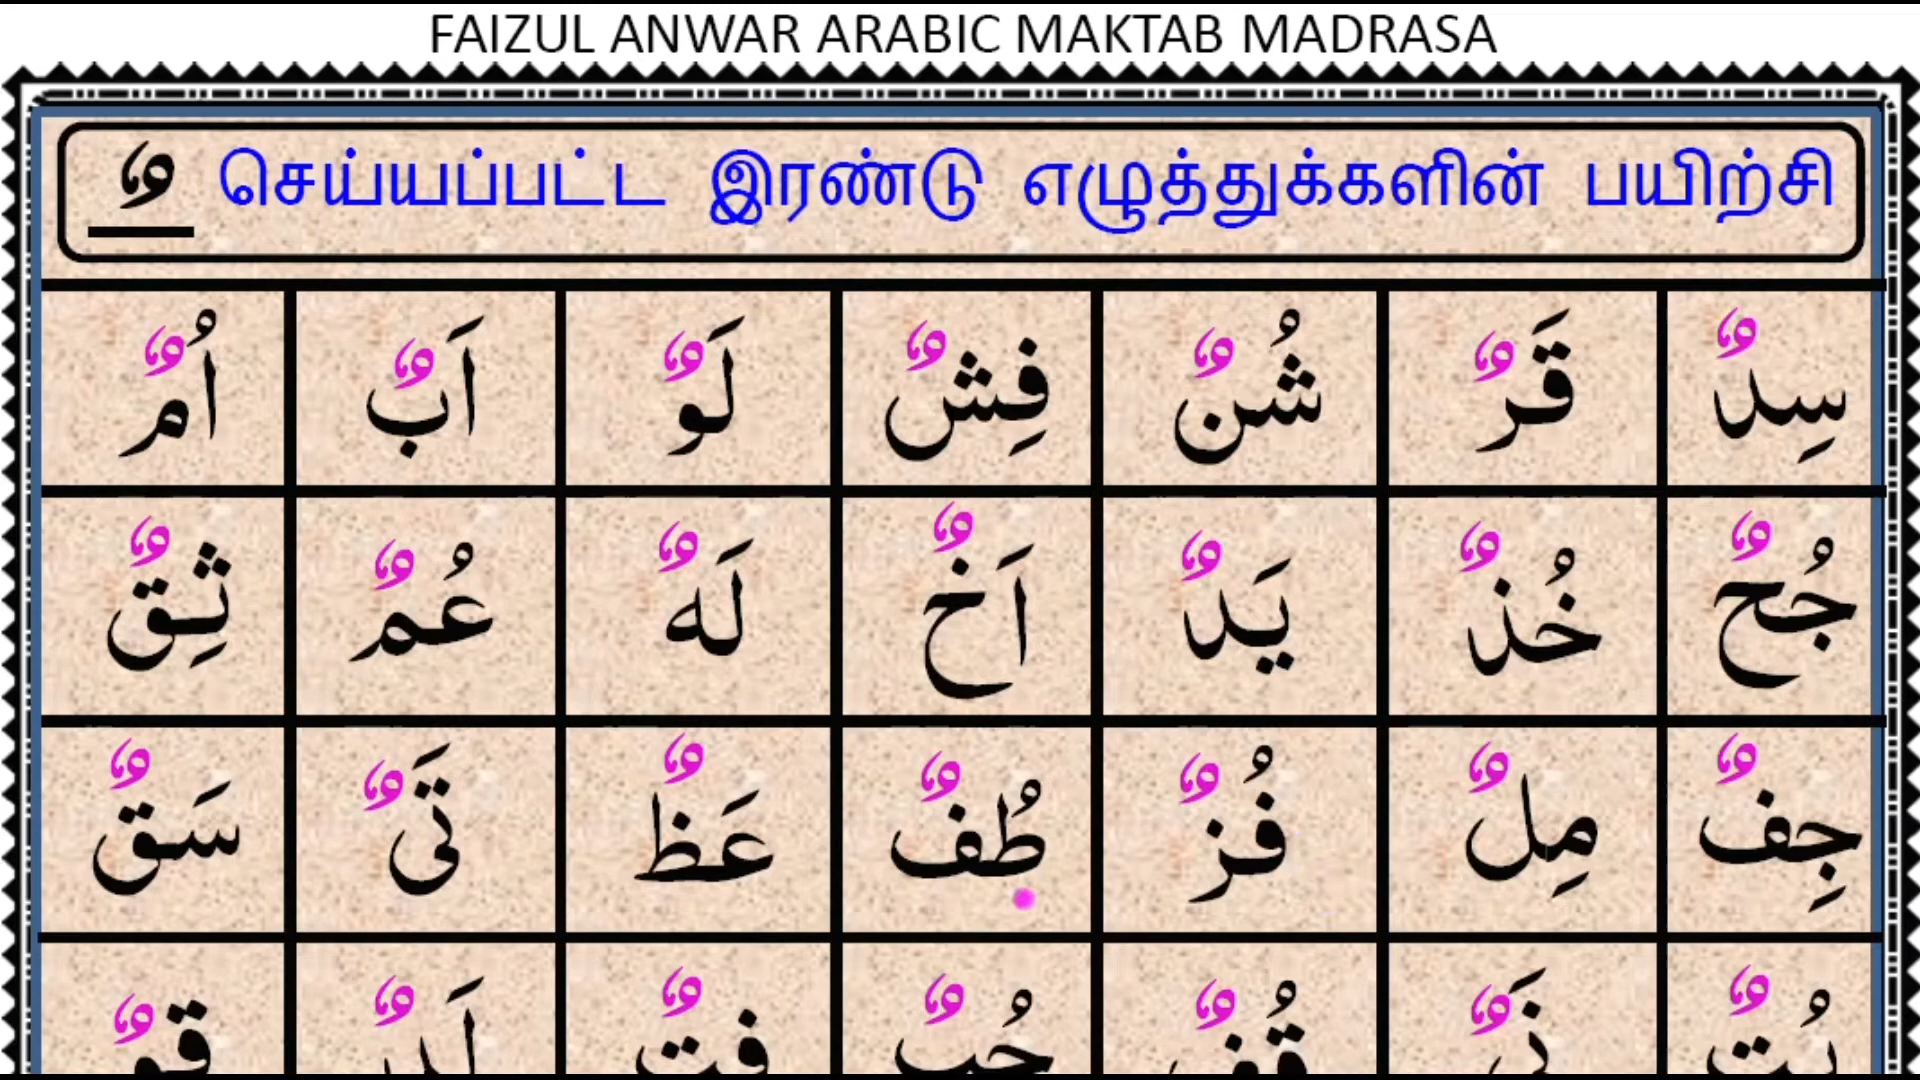 FAIZUL ANWAR ARABIC MAKTAB MADRASA
ـٌ செய்யப்பட்ட இரண்டு எழுத்துக்களின் பயிற்சி
سِدٌ قَرٌ شُنٌ فِشٌ لَوٌ اَبٌ اُمٌ
جُحٌ خُذٌ يَدٌ اَخٌ لَهٌ عُمٌ ثِقٌ
جِفٌ مِلٌ فُزٌ طُفٌ عَظٌ تَىٌ سَقٌ